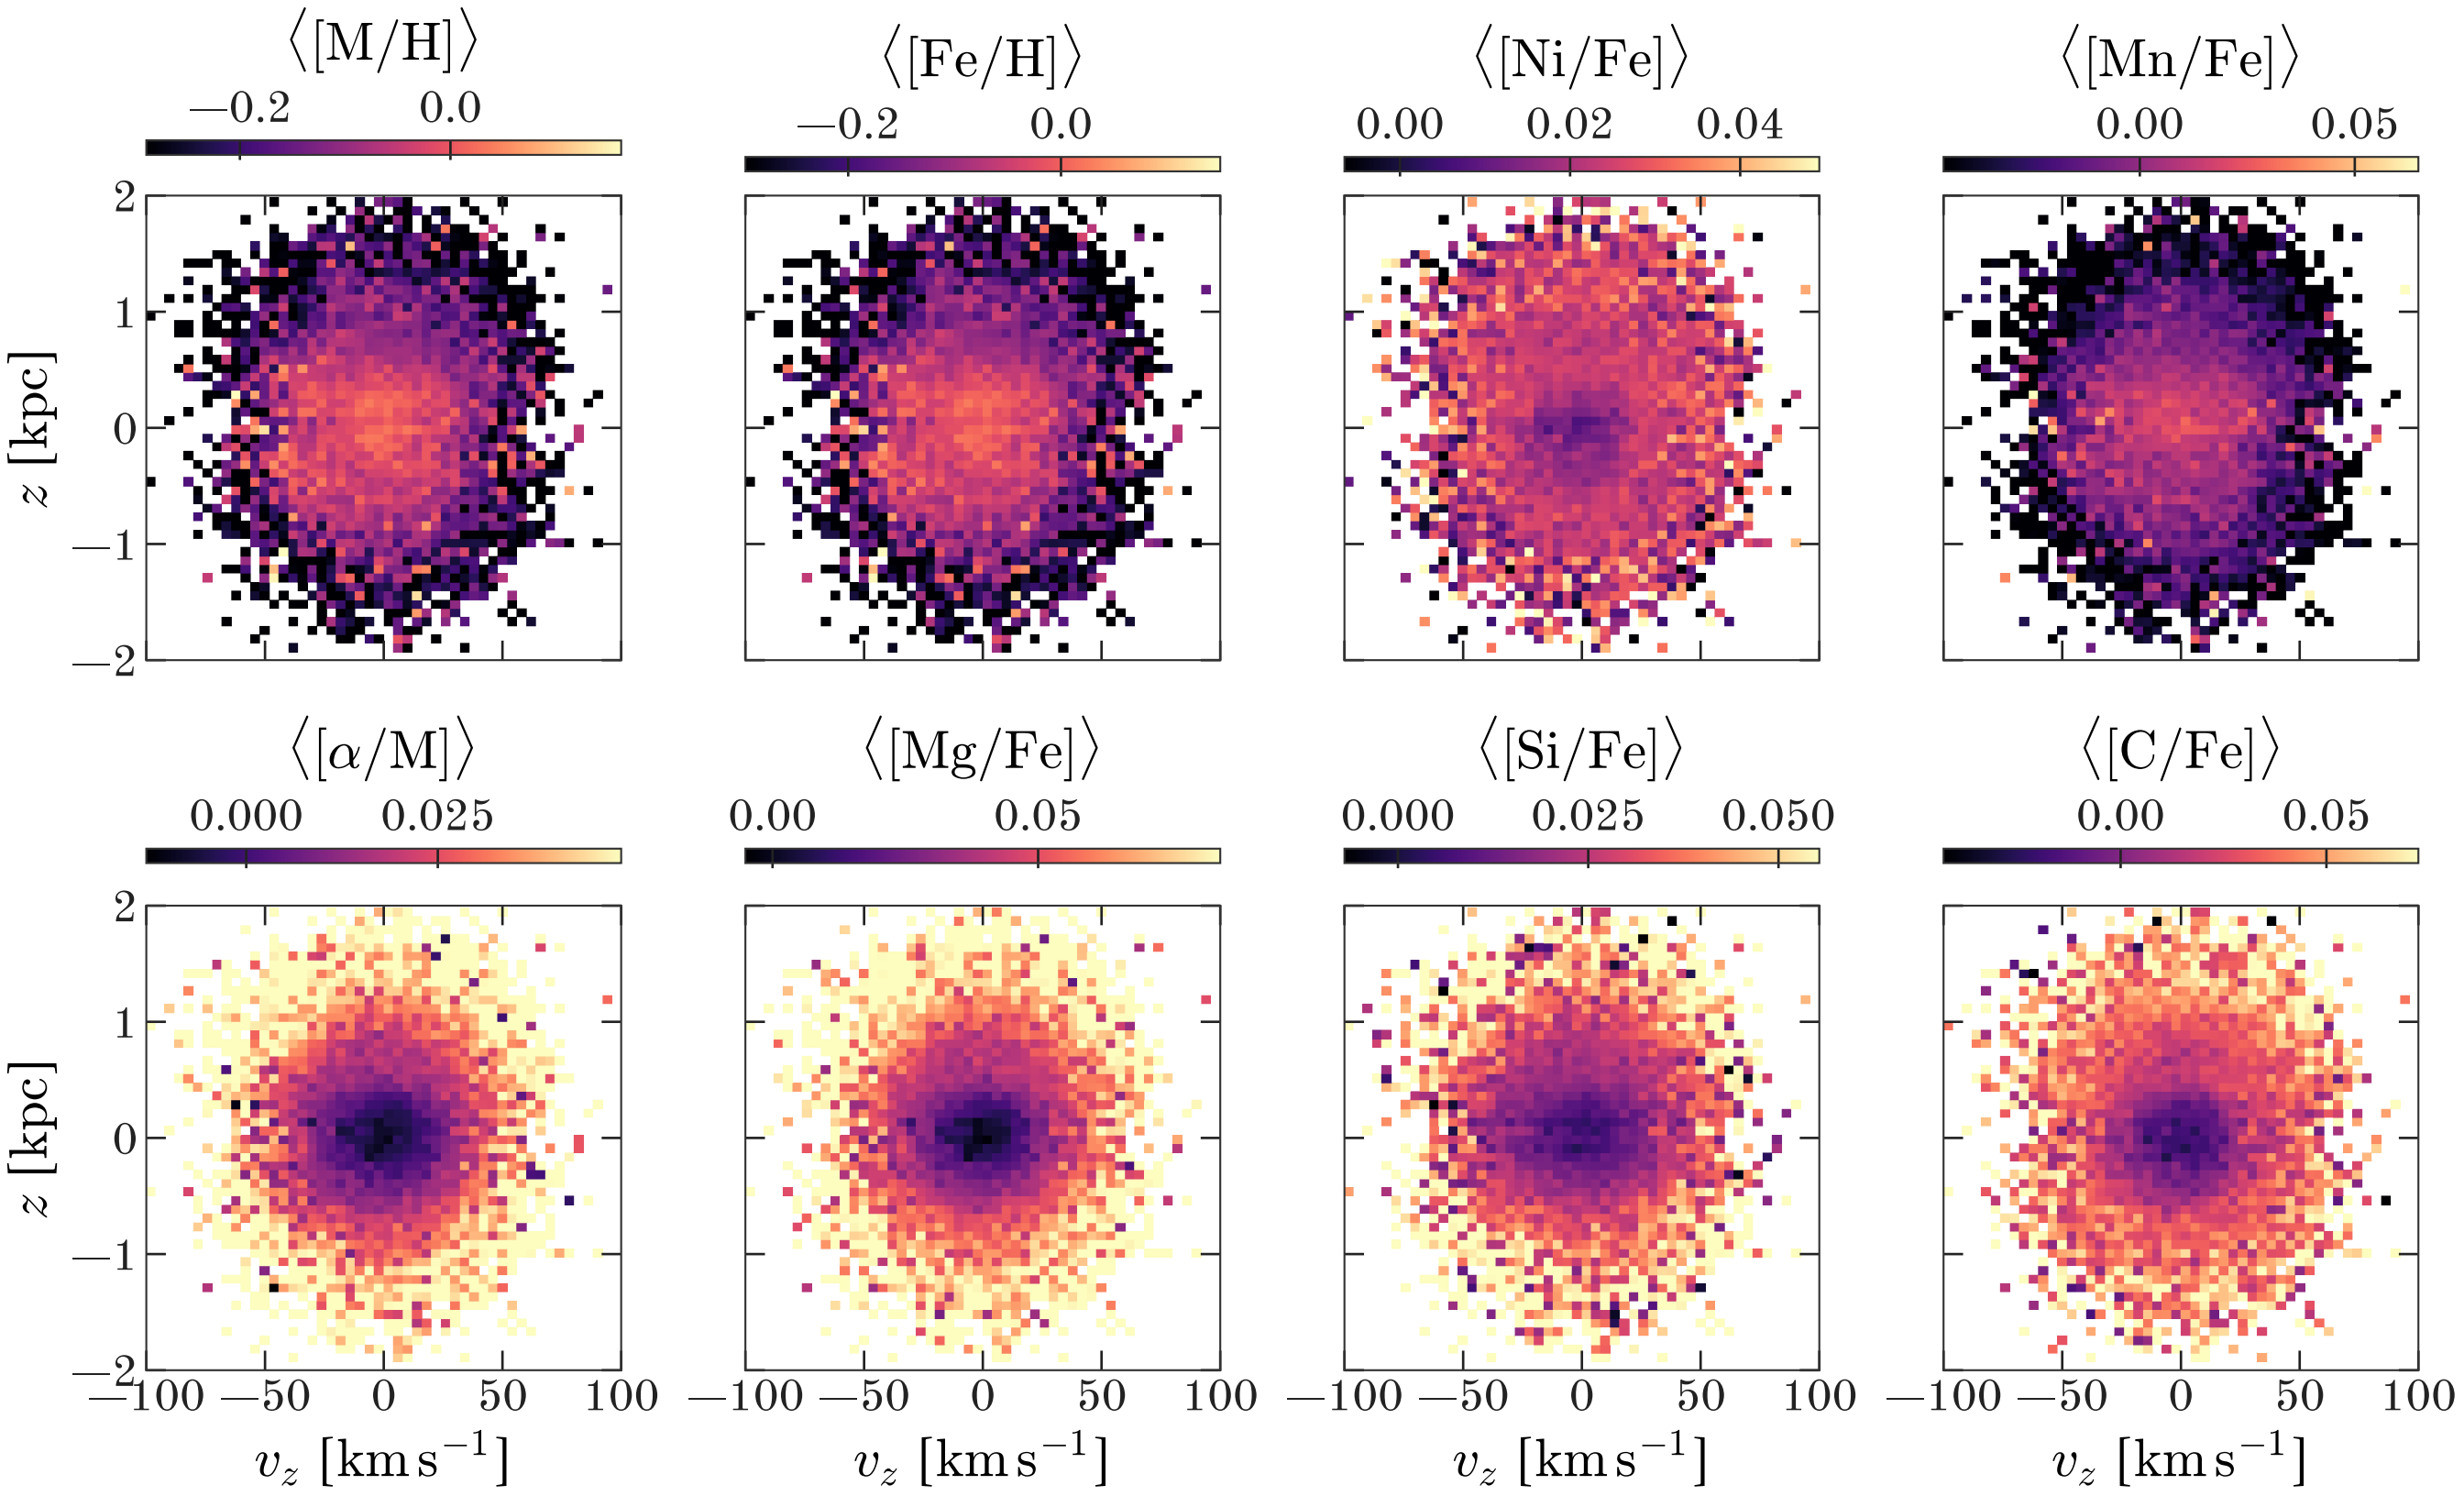 ⟨[M/H]⟩ ⟨[Fe/H]⟩ ⟨[Ni/Fe]⟩ ⟨[Mn/Fe]⟩
−0.2 0.0 −0.2 0.0 0.00 0.02 0.04 0.00 0.05
2
1
0
−1
−2
z [kpc]
⟨[α/M]⟩ ⟨[Mg/Fe]⟩ ⟨[Si/Fe]⟩ ⟨[C/Fe]⟩
0.000 0.025 0.00 0.05 0.000 0.025 0.050 0.00 0.05
2
1
0
−1
−2
z [kpc]
−100 −50 0 50 100 −100 −50 0 50 100 −100 −50 0 50 100 −100 −50 0 50 100
v_z [km s⁻¹] v_z [km s⁻¹] v_z [km s⁻¹] v_z [km s⁻¹]